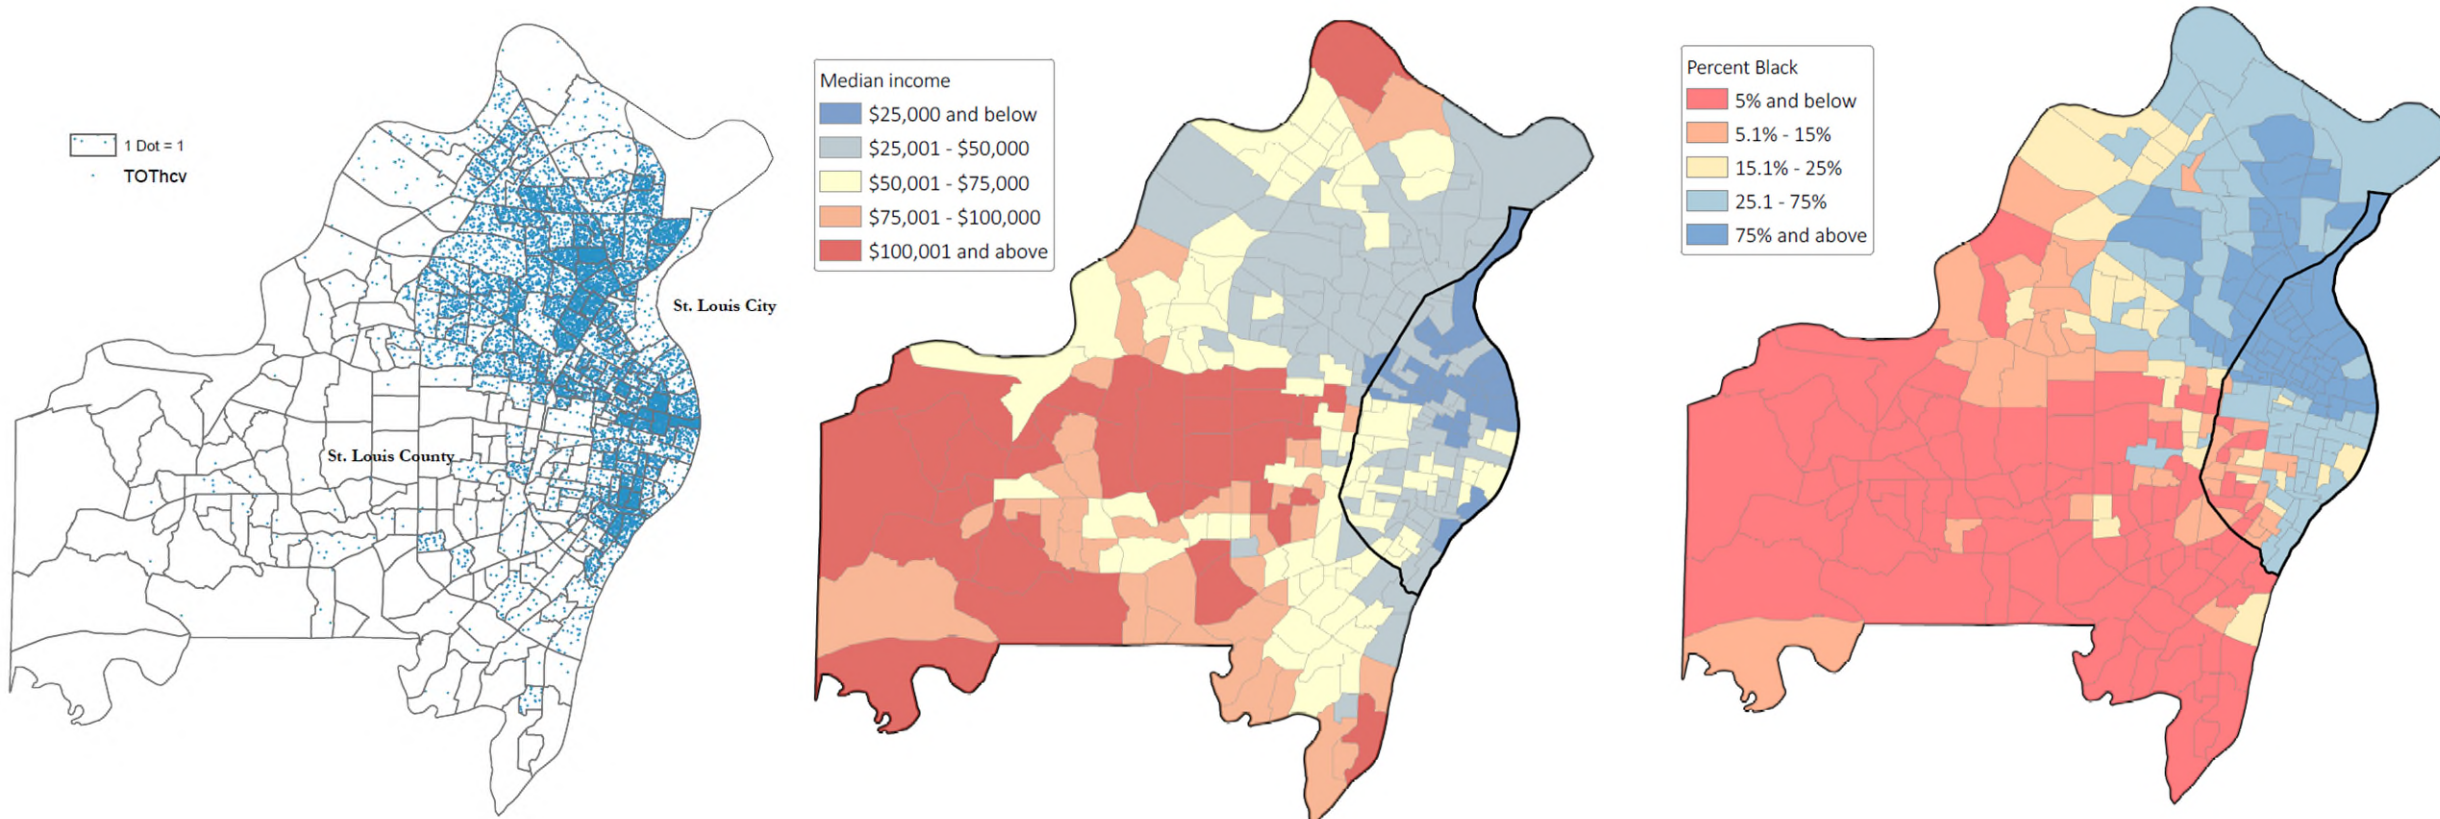 1 Dot = 1
TOThcv
St. Louis City
St. Louis County
Median income
$25,000 and below
$25,001 - $50,000
$50,001 - $75,000
$75,001 - $100,000
$100,001 and above
Percent Black
5% and below
5.1% - 15%
15.1% - 25%
25.1 - 75%
75% and above